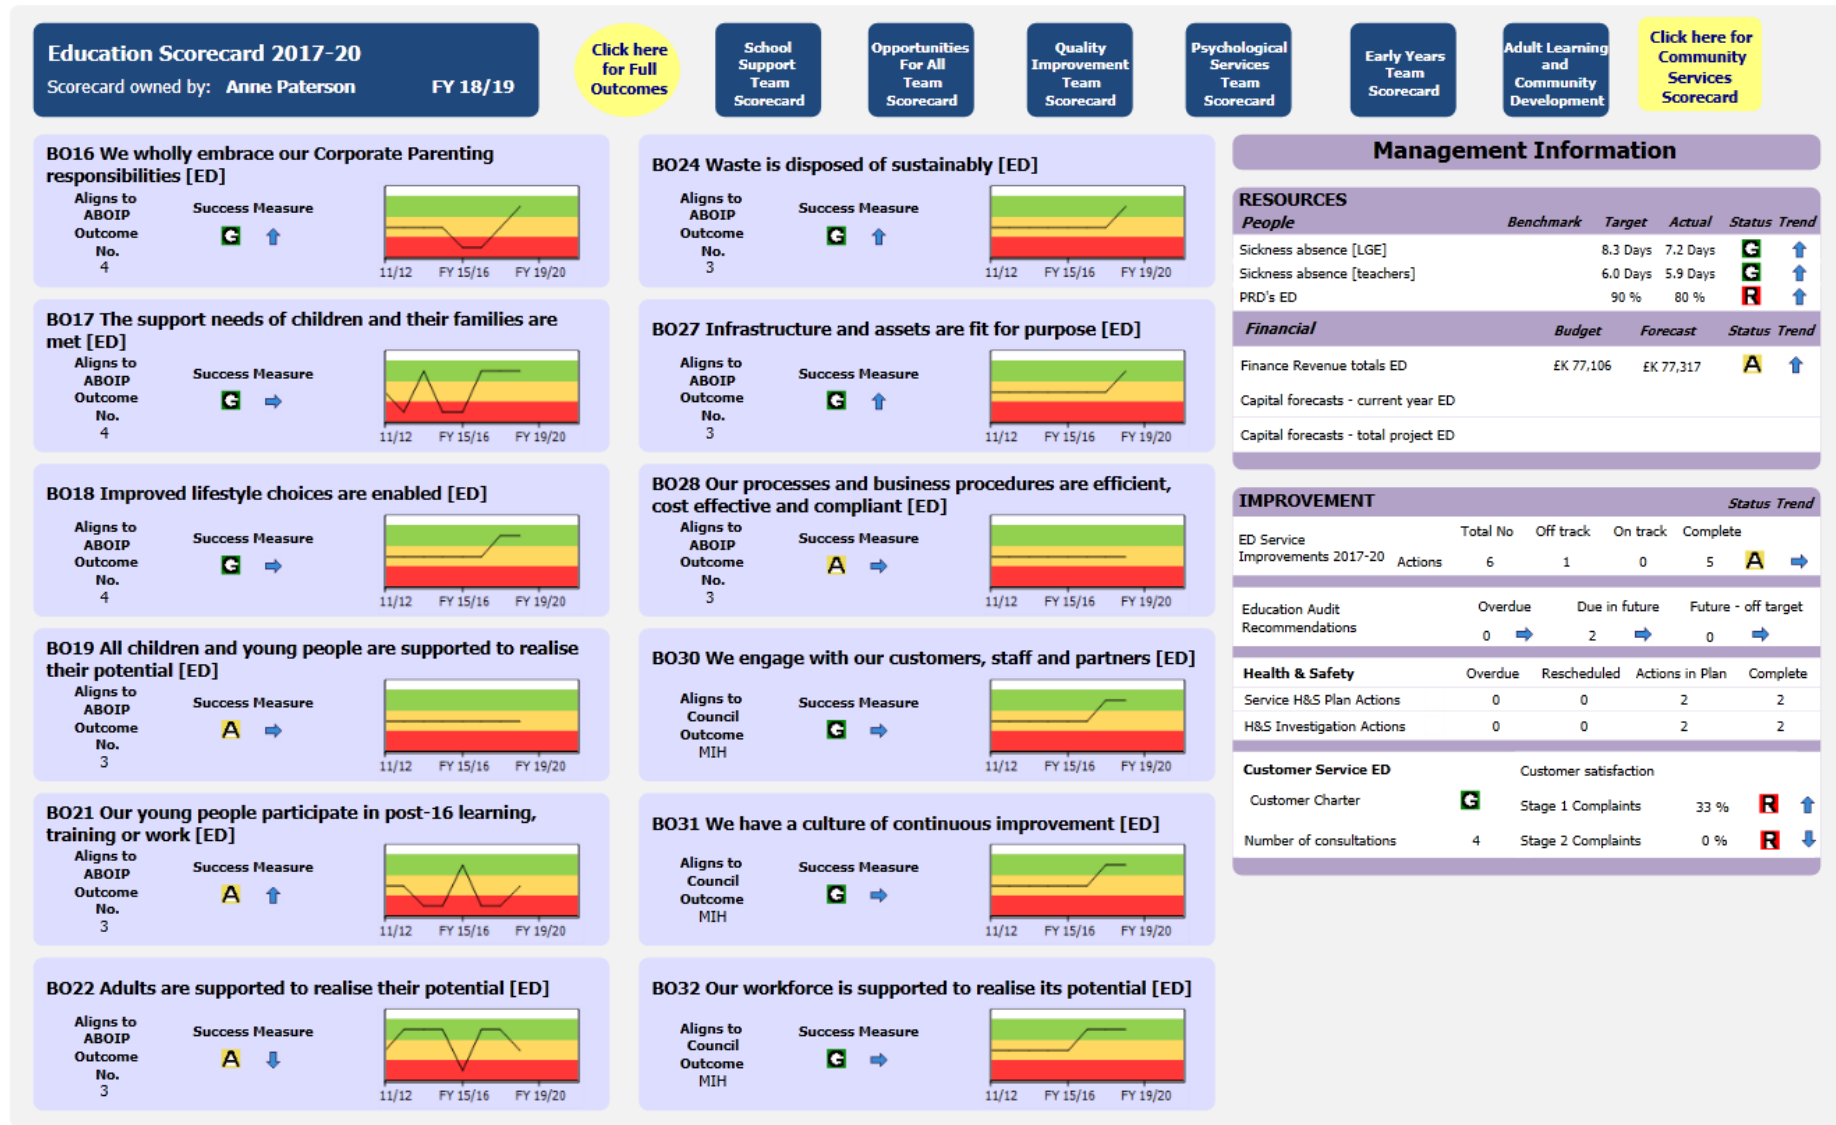 Education Scorecard 2017-20
Scorecard owned by: Anne Paterson FY 18/19
Click here
for Full
Outcomes
School
Support
Team
Scorecard
Opportunities
For All
Team
Scorecard
Quality
Improvement
Team
Scorecard
Psychological
Services
Team
Scorecard
Early Years
Team
Scorecard
Adult Learning
and
Community
Development
Click here for
Community
Services
Scorecard
BO16 We wholly embrace our Corporate Parenting
responsibilities [ED]
Aligns to
ABOIP
Outcome
No.
4
Success Measure
G
11/12 FY 15/16 FY 19/20
BO17 The support needs of children and their families are
met [ED]
Aligns to
ABOIP
Outcome
No.
4
Success Measure
G
11/12 FY 15/16 FY 19/20
BO18 Improved lifestyle choices are enabled [ED]
Aligns to
ABOIP
Outcome
No.
4
Success Measure
G
11/12 FY 15/16 FY 19/20
BO19 All children and young people are supported to realise
their potential [ED]
Aligns to
ABOIP
Outcome
No.
3
Success Measure
A
11/12 FY 15/16 FY 19/20
BO21 Our young people participate in post-16 learning,
training or work [ED]
Aligns to
ABOIP
Outcome
No.
3
Success Measure
A
11/12 FY 15/16 FY 19/20
BO22 Adults are supported to realise their potential [ED]
Aligns to
ABOIP
Outcome
No.
3
Success Measure
A
11/12 FY 15/16 FY 19/20
BO24 Waste is disposed of sustainably [ED]
Aligns to
ABOIP
Outcome
No.
3
Success Measure
G
11/12 FY 15/16 FY 19/20
BO27 Infrastructure and assets are fit for purpose [ED]
Aligns to
ABOIP
Outcome
No.
3
Success Measure
G
11/12 FY 15/16 FY 19/20
BO28 Our processes and business procedures are efficient,
cost effective and compliant [ED]
Aligns to
ABOIP
Outcome
No.
3
Success Measure
A
11/12 FY 15/16 FY 19/20
BO30 We engage with our customers, staff and partners [ED]
Aligns to
Council
Outcome
MIH
Success Measure
G
11/12 FY 15/16 FY 19/20
BO31 We have a culture of continuous improvement [ED]
Aligns to
Council
Outcome
MIH
Success Measure
G
11/12 FY 15/16 FY 19/20
BO32 Our workforce is supported to realise its potential [ED]
Aligns to
Council
Outcome
MIH
Success Measure
G
11/12 FY 15/16 FY 19/20
Management Information
RESOURCES
People Benchmark Target Actual Status Trend
Sickness absence [LGE] 8.3 Days 7.2 Days G
Sickness absence [teachers] 6.0 Days 5.9 Days G
PRD's ED 90 % 80 % R
Financial Budget Forecast Status Trend
Finance Revenue totals ED £K 77,106 £K 77,317 A
Capital forecasts - current year ED
Capital forecasts - total project ED
IMPROVEMENT Status Trend
Total No Off track On track Complete
ED Service
Improvements 2017-20 Actions 6 1 0 5 A
Education Audit
Recommendations
Overdue Due in future Future - off target
0 2 0
Health & Safety Overdue Rescheduled Actions in Plan Complete
Service H&S Plan Actions 0 0 2 2
H&S Investigation Actions 0 0 2 2
Customer Service ED Customer satisfaction
Customer Charter G Stage 1 Complaints 33 % R
Number of consultations 4 Stage 2 Complaints 0 % R